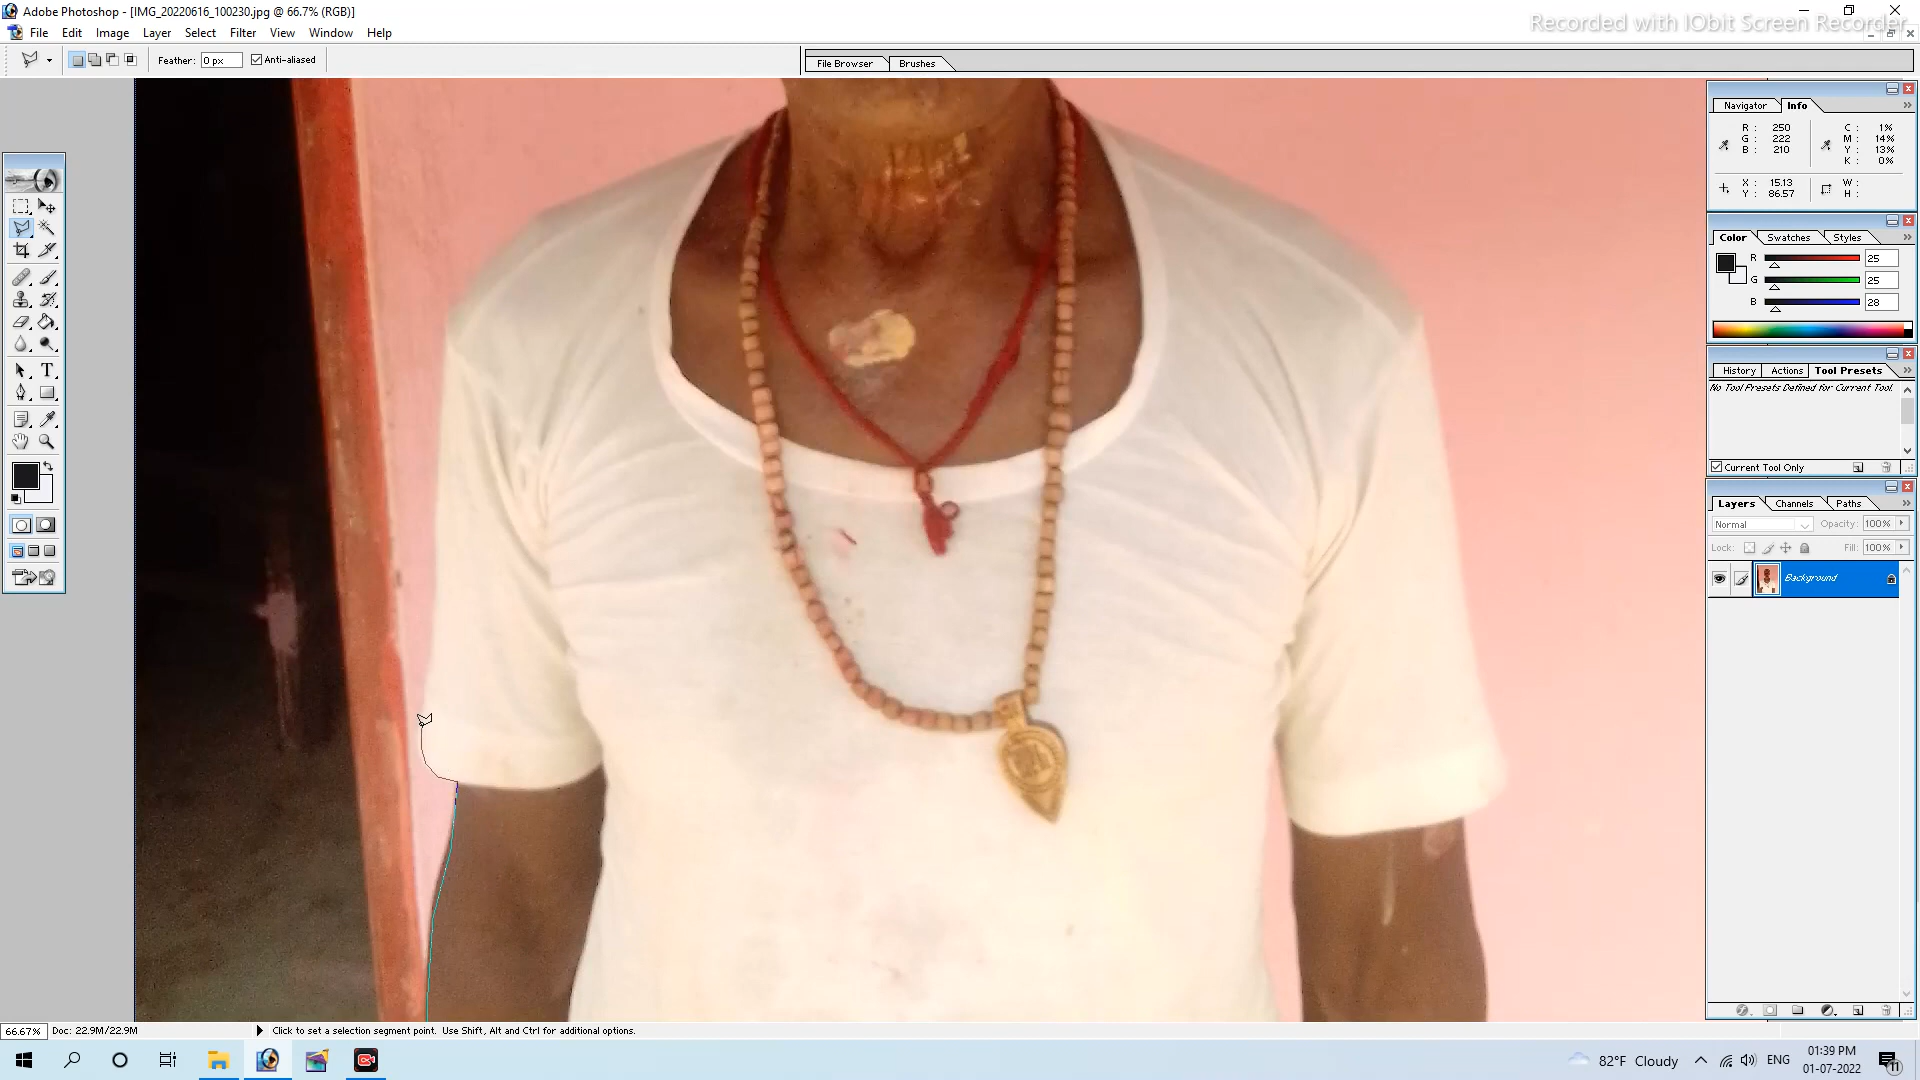 Adobe Photoshop - [IMG_20220616_100230.jpg @ 66.7% (RGB)]
Recorded with IObit Screen Recorder
File Edit Image Layer Select Filter View Window Help
Feather: 0 px Anti-aliased
File Browser Brushes
Navigator Info
R : 250 C : 1%
G : 222 M : 14%
B : 210 Y : 13%
K : 0%
X : 15.13 W :
Y : 86.57 H :
Color Swatches Styles
R 25
G 25
B 28
History Actions Tool Presets
No Tool Presets Defined for Current Tool.
Current Tool Only
Layers Channels Paths
Normal Opacity: 100%
Lock: Fill: 100%
Background
66.67% Doc: 22.9M/22.9M Click to set a selection segment point. Use Shift, Alt and Ctrl for additional options.
82°F Cloudy ENG 01:39 PM
01-07-2022
11